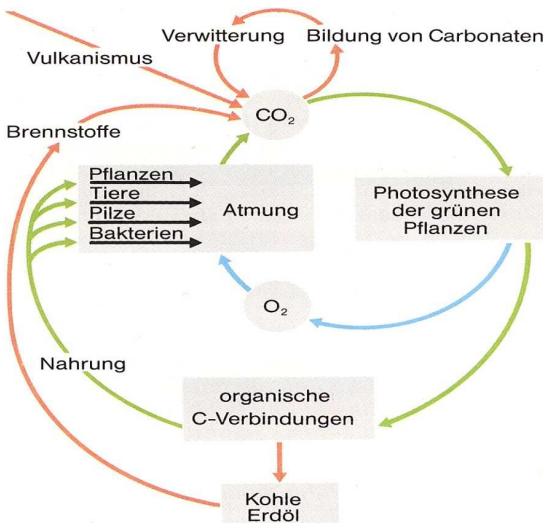 Verwitterung
Bildung von Carbonaten
Vulkanismus
CO₂
Brennstoffe
Pflanzen
Tiere
Pilze
Bakterien
Atmung
Photosynthese
der grünen
Pflanzen
O₂
Nahrung
organische
C-Verbindungen
Kohle
Erdöl